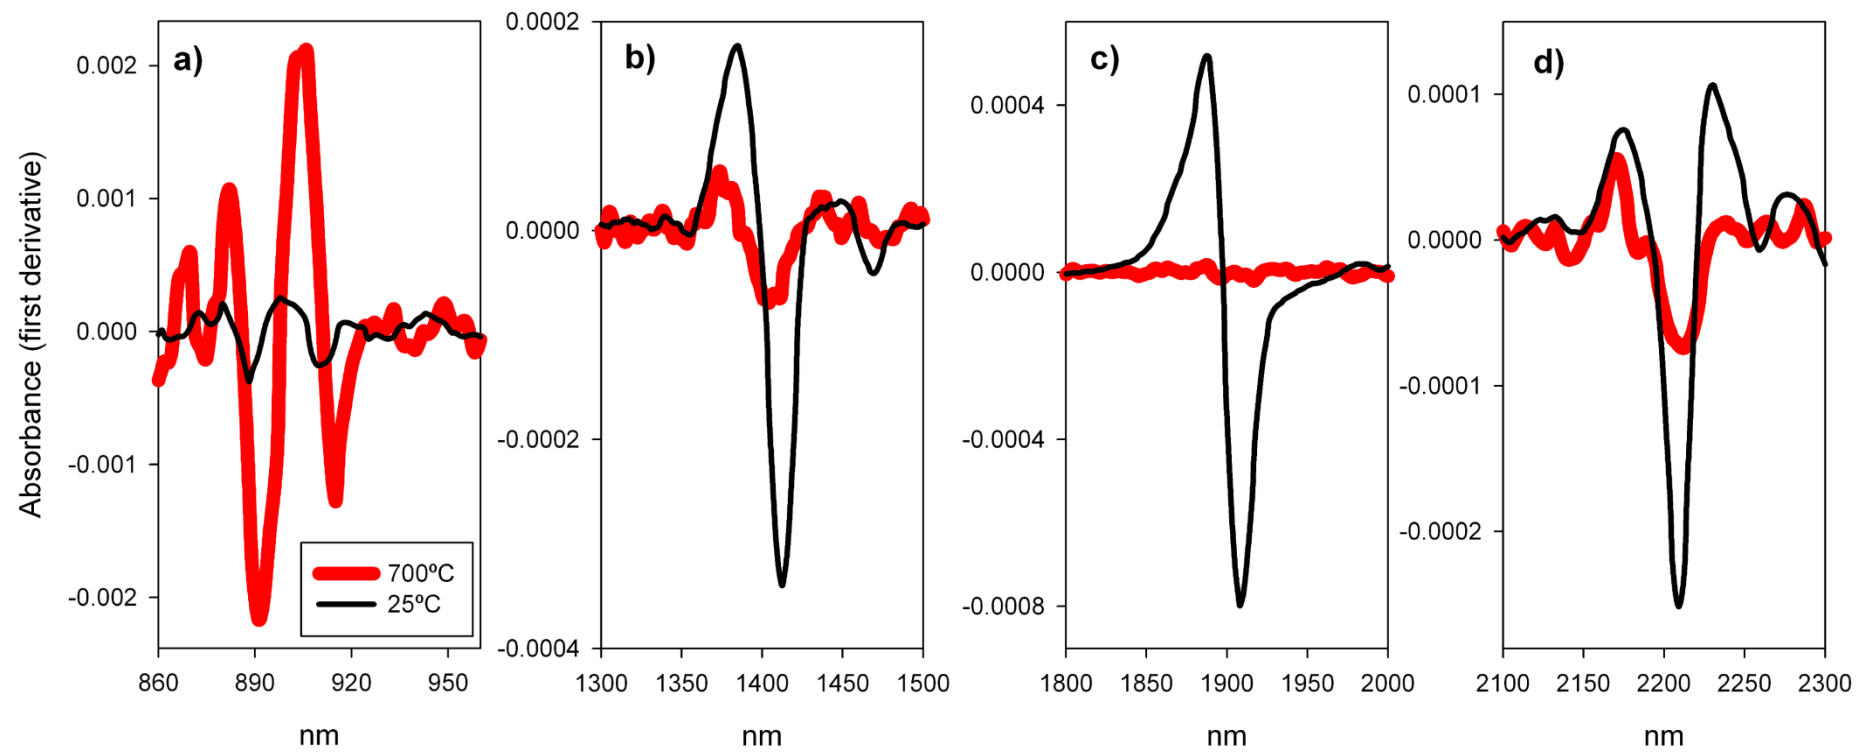 Absorbance (first derivative)
a)
0.002
0.001
0.000
-0.001
-0.002
700ºC
25ºC
860 890 920 950
nm
b)
0.0002
0.0000
-0.0002
-0.0004
1300 1350 1400 1450 1500
nm
c)
0.0004
0.0000
-0.0004
-0.0008
1800 1850 1900 1950 2000
nm
d)
0.0001
0.0000
-0.0001
-0.0002
2100 2150 2200 2250 2300
nm